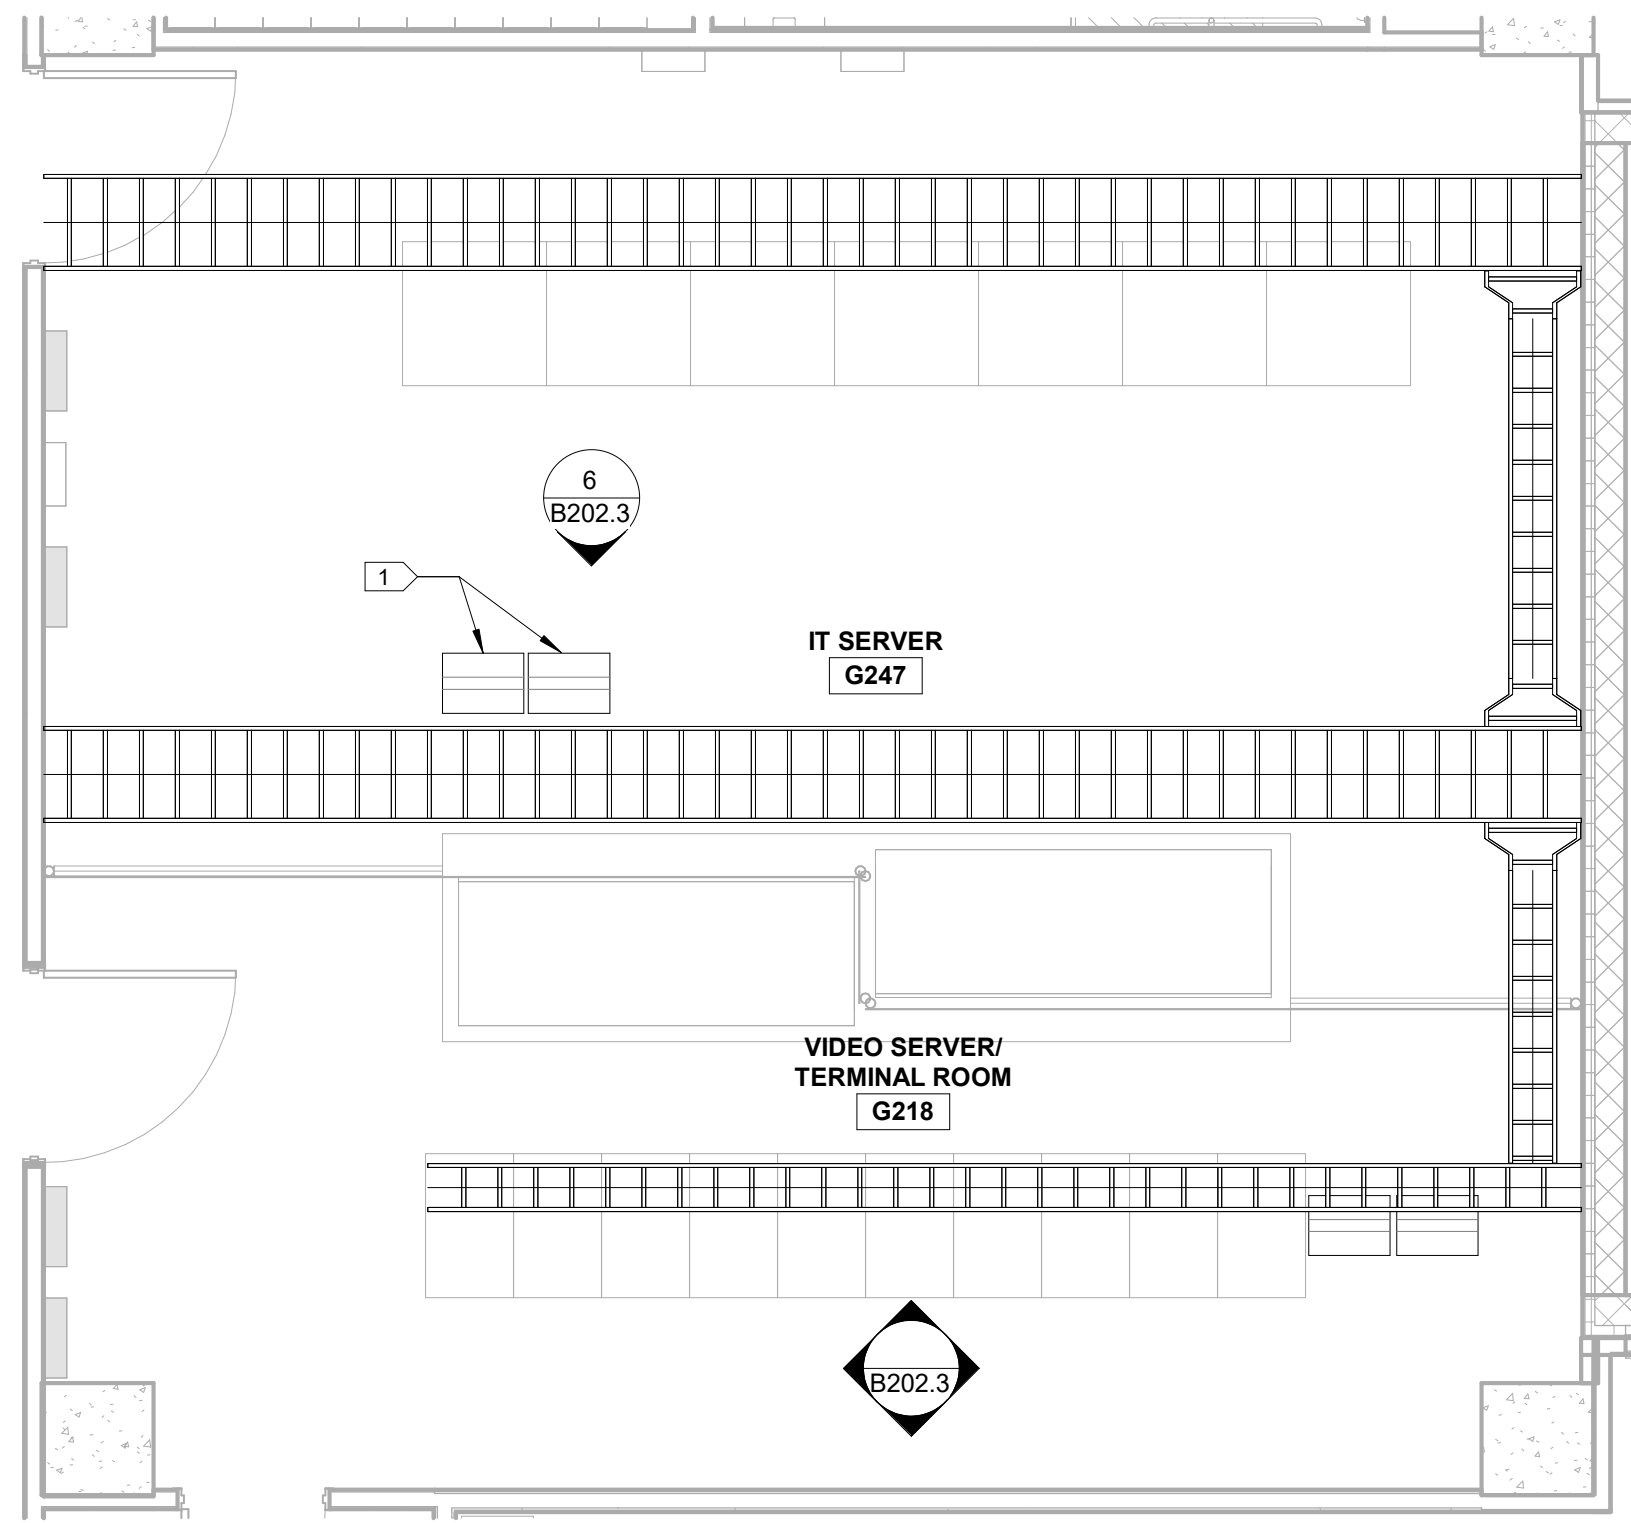 6
B202.3
1
IT SERVER
G247
VIDEO SERVER/
TERMINAL ROOM
G218
B202.3